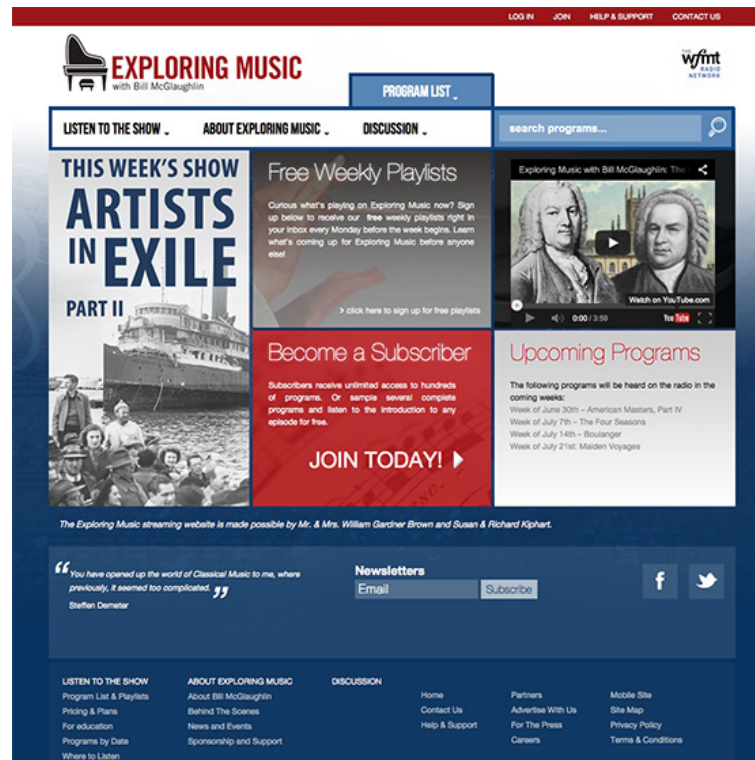 LOG IN JOIN HELP & SUPPORT CONTACT US
EXPLORING MUSIC
with Bill McGlaughlin
THE
wfmt
RADIO
NETWORK
PROGRAM LIST
LISTEN TO THE SHOW ABOUT EXPLORING MUSIC DISCUSSION search programs...
THIS WEEK'S SHOW
ARTISTS
IN EXILE
PART II
Free Weekly Playlists
Curious what's playing on Exploring Music now? Sign
up below to receive our free weekly playlists right in
your inbox every Monday before the week begins. Learn
what's coming up for Exploring Music before anyone
else!
> click here to sign up for free playlists
Exploring Music with Bill McGlaughlin: The
Watch on YouTube.com
0:00 / 3:59 YouTube
Become a Subscriber
Subscribers receive unlimited access to hundreds
of programs. Or sample several complete
programs and listen to the introduction to any
episode for free.
JOIN TODAY!
Upcoming Programs
The following programs will be heard on the radio in the
coming weeks:
Week of June 30th – American Masters, Part IV
Week of July 7th – The Four Seasons
Week of July 14th – Boulanger
Week of July 21st: Maiden Voyages
The Exploring Music streaming website is made possible by Mr. & Mrs. William Gardner Brown and Susan & Richard Kiphart.
“You have opened up the world of Classical Music to me, where
previously, it seemed too complicated. ”
Steffen Demeter
Newsletters
Email Subscribe
f
LISTEN TO THE SHOW
Program List & Playlists
Pricing & Plans
For education
Programs by Date
Where to Listen
ABOUT EXPLORING MUSIC
About Bill McGlaughlin
Behind The Scenes
News and Events
Sponsorship and Support
DISCUSSION
Home
Contact Us
Help & Support
Partners
Advertise With Us
For The Press
Careers
Mobile Site
Site Map
Privacy Policy
Terms & Conditions